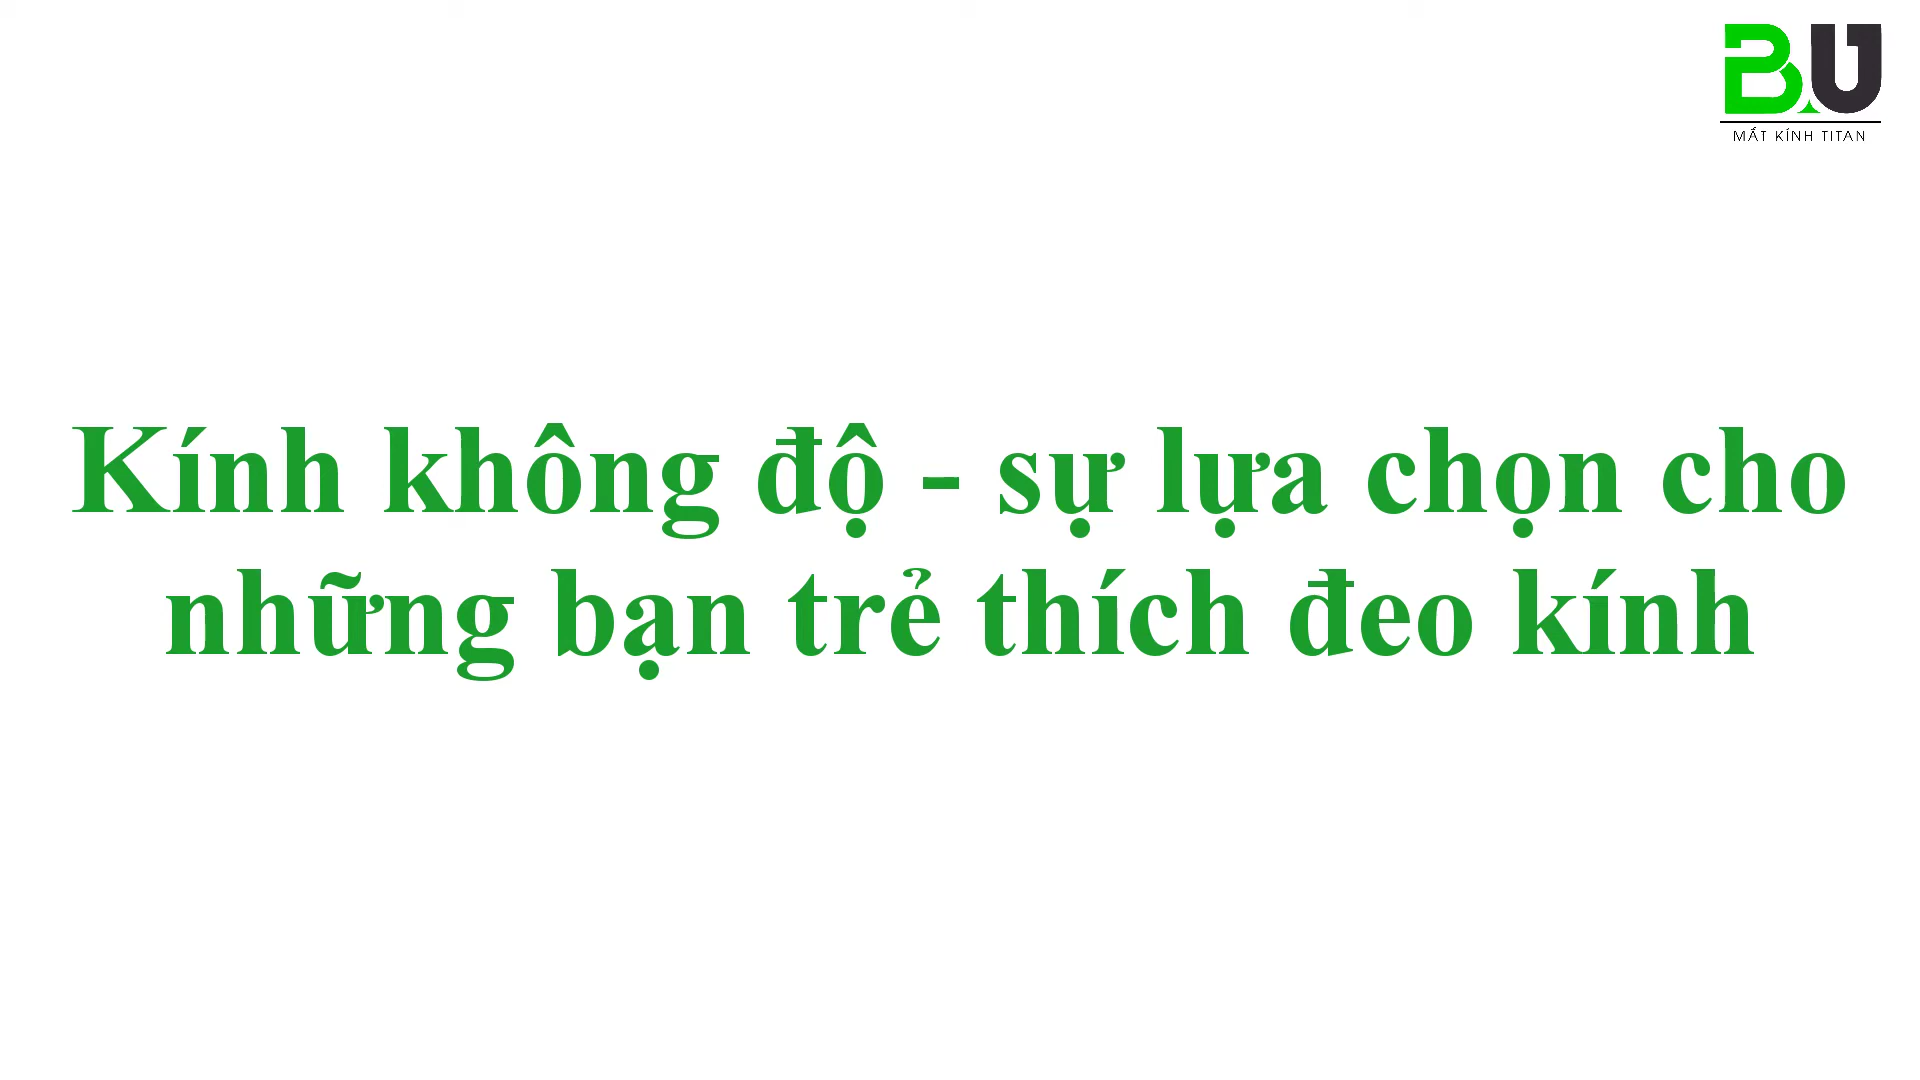 BU
MẮT KÍNH TITAN
Kính không độ - sự lựa chọn cho
những bạn trẻ thích đeo kính